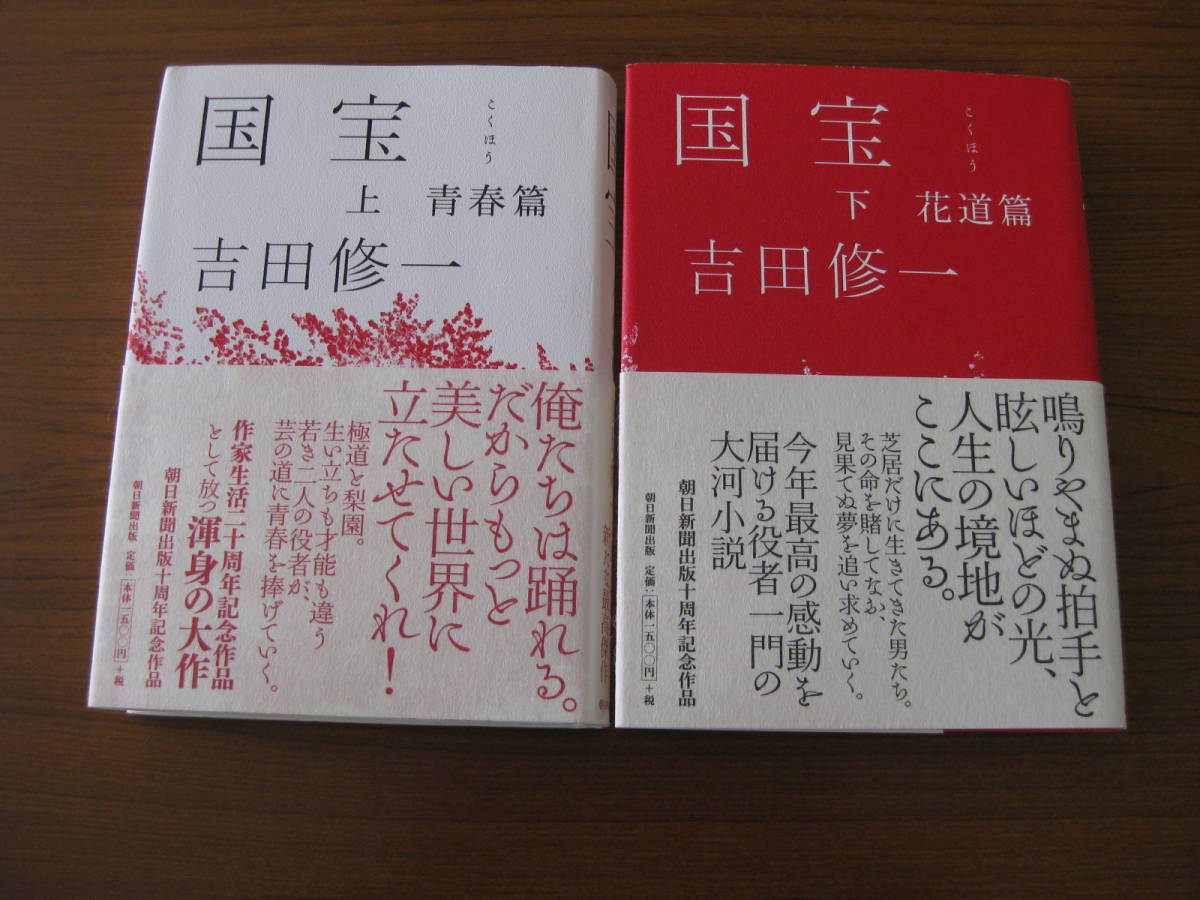 国宝
こくほう
上 青春篇
吉田修一
俺たちは踊れる。
だからもっと
美しい世界に
立たせてくれ!
極道と梨園。
生い立ちも才能も違う
若き二人の役者が、
芸の道に青春を捧げていく。
作家生活二十周年記念作品
として放つ 渾身の大作
朝日新聞出版十周年記念作品
朝日新聞出版 定価:本体一五〇〇円+税
国宝
こくほう
下 花道篇
吉田修一
鳴りやまぬ拍手と
眩しいほどの光、
人生の境地が
ここにある。
芝居だけに生きてきた男たち。
その命を賭してなお、
見果てぬ夢を追い求めていく。
今年最高の感動を
届ける役者一門の
大河小説
朝日新聞出版十周年記念作品
朝日新聞出版 定価:本体一五〇〇円+税